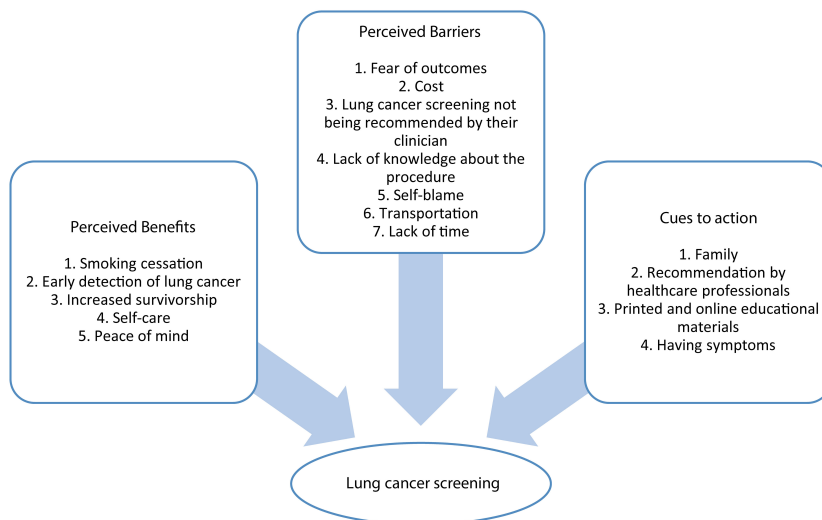 Perceived Barriers
1. Fear of outcomes
2. Cost
3. Lung cancer screening not
being recommended by their
clinician
4. Lack of knowledge about the
procedure
5. Self-blame
6. Transportation
7. Lack of time
Perceived Benefits
1. Smoking cessation
2. Early detection of lung cancer
3. Increased survivorship
4. Self-care
5. Peace of mind
Cues to action
1. Family
2. Recommendation by
healthcare professionals
3. Printed and online educational
materials
4. Having symptoms
Lung cancer screening